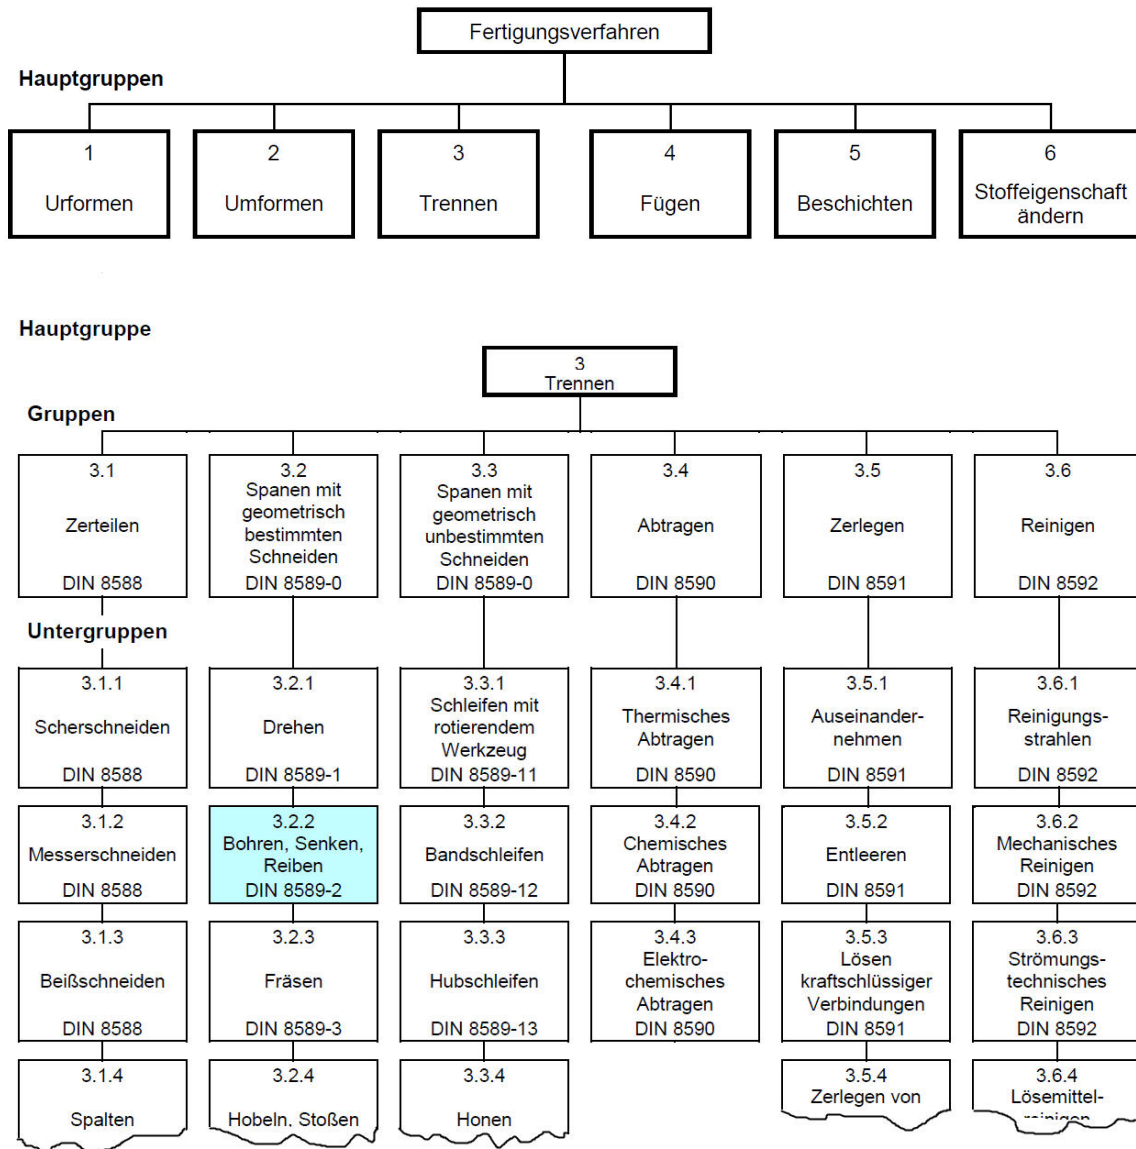 Fertigungsverfahren
Hauptgruppen
1
Urformen
2
Umformen
3
Trennen
4
Fügen
5
Beschichten
6
Stoffeigenschaft
ändern
Hauptgruppe
3
Trennen
Gruppen
3.1
Zerteilen
DIN 8588
3.2
Spanen mit
geometrisch
bestimmten
Schneiden
DIN 8589-0
3.3
Spanen mit
geometrisch
unbestimmten
Schneiden
DIN 8589-0
3.4
Abtragen
DIN 8590
3.5
Zerlegen
DIN 8591
3.6
Reinigen
DIN 8592
Untergruppen
3.1.1
Scherschneiden
DIN 8588
3.2.1
Drehen
DIN 8589-1
3.3.1
Schleifen mit
rotierendem
Werkzeug
DIN 8589-11
3.4.1
Thermisches
Abtragen
DIN 8590
3.5.1
Auseinander-
nehmen
DIN 8591
3.6.1
Reinigungs-
strahlen
DIN 8592
3.1.2
Messerschneiden
DIN 8588
3.2.2
Bohren, Senken,
Reiben
DIN 8589-2
3.3.2
Bandschleifen
DIN 8589-12
3.4.2
Chemisches
Abtragen
DIN 8590
3.5.2
Entleeren
DIN 8591
3.6.2
Mechanisches
Reinigen
DIN 8592
3.1.3
Beißschneiden
DIN 8588
3.2.3
Fräsen
DIN 8589-3
3.3.3
Hubschleifen
DIN 8589-13
3.4.3
Elektro-
chemisches
Abtragen
DIN 8590
3.5.3
Lösen
kraftschlüssiger
Verbindungen
DIN 8591
3.6.3
Strömungs-
technisches
Reinigen
DIN 8592
3.1.4
Spalten
3.2.4
Hobeln, Stoßen
3.3.4
Honen
3.5.4
Zerlegen von
3.6.4
Lösemittel-
reinigen